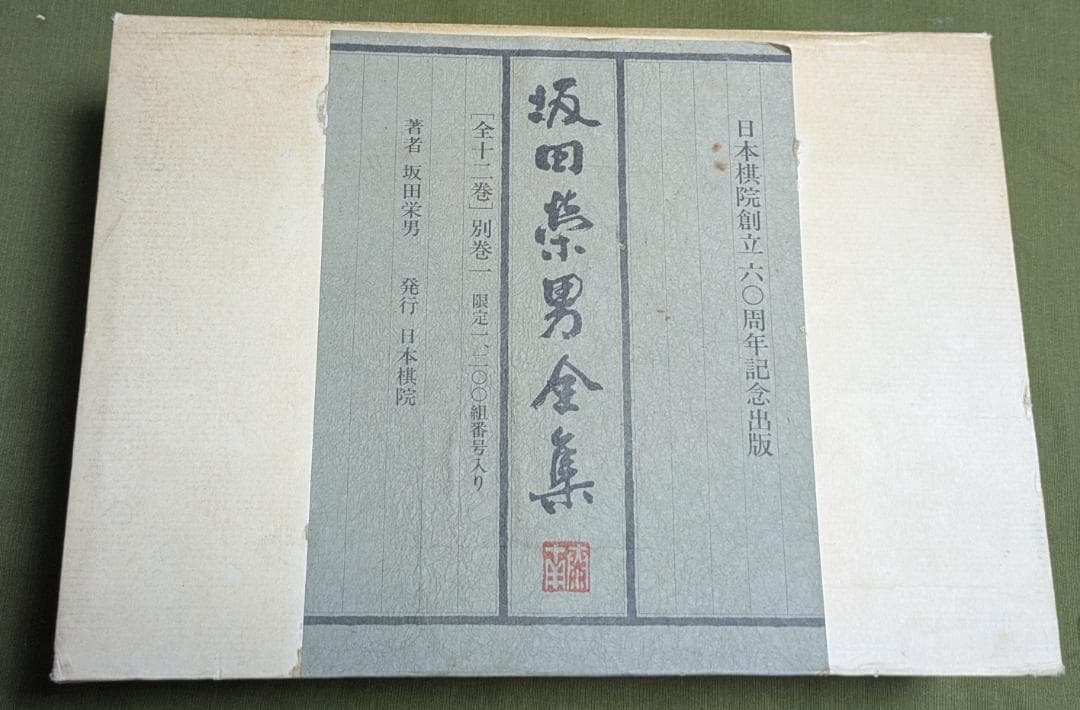 日本棋院創立六〇周年記念出版
坂田栄男全集
［全十二巻］別巻一 限定一、二〇〇組番号入り
著者 坂田栄男 発行 日本棋院